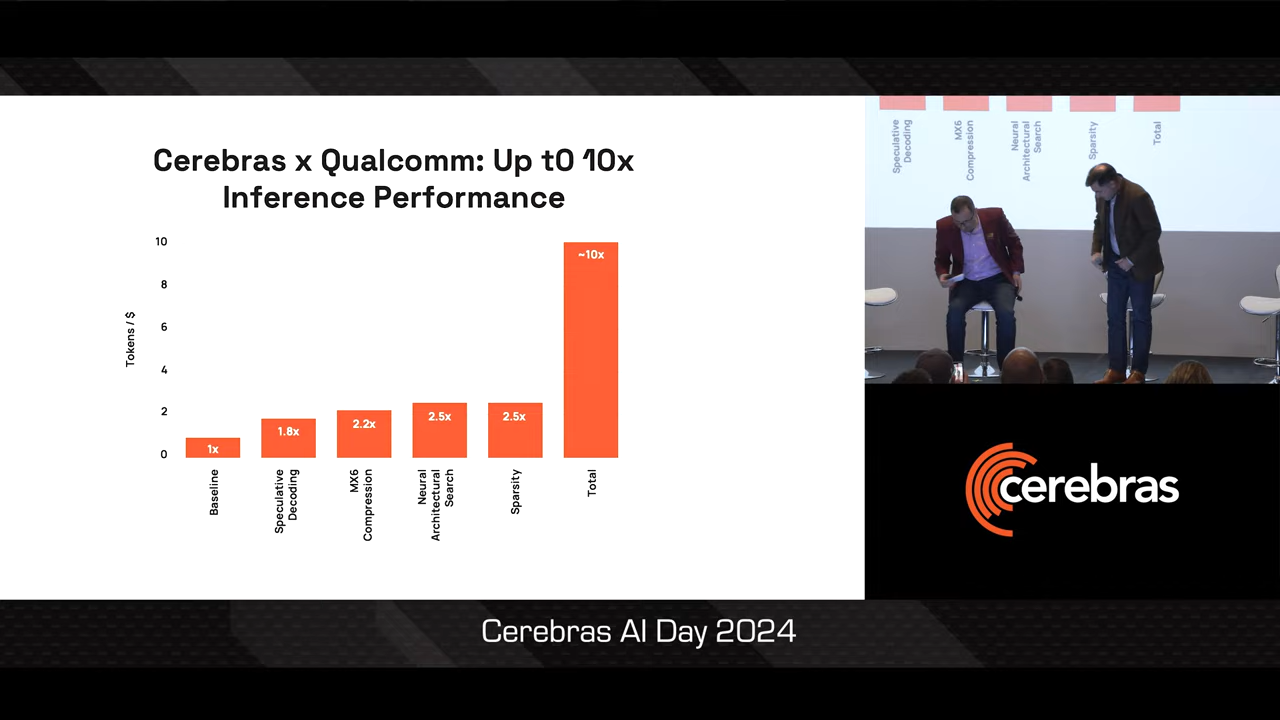 Cerebras x Qualcomm: Up t0 10x
Inference Performance
10
8
6
4
2
0
Tokens / $
1x
1.8x
2.2x
2.5x
2.5x
~10x
Baseline
Speculative
Decoding
MX6
Compression
Neural
Architectural
Search
Sparsity
Total
Speculative
Decoding
MX6
Compression
Neural
Architectural
Search
Sparsity
Total
cerebras
Cerebras AI Day 2024